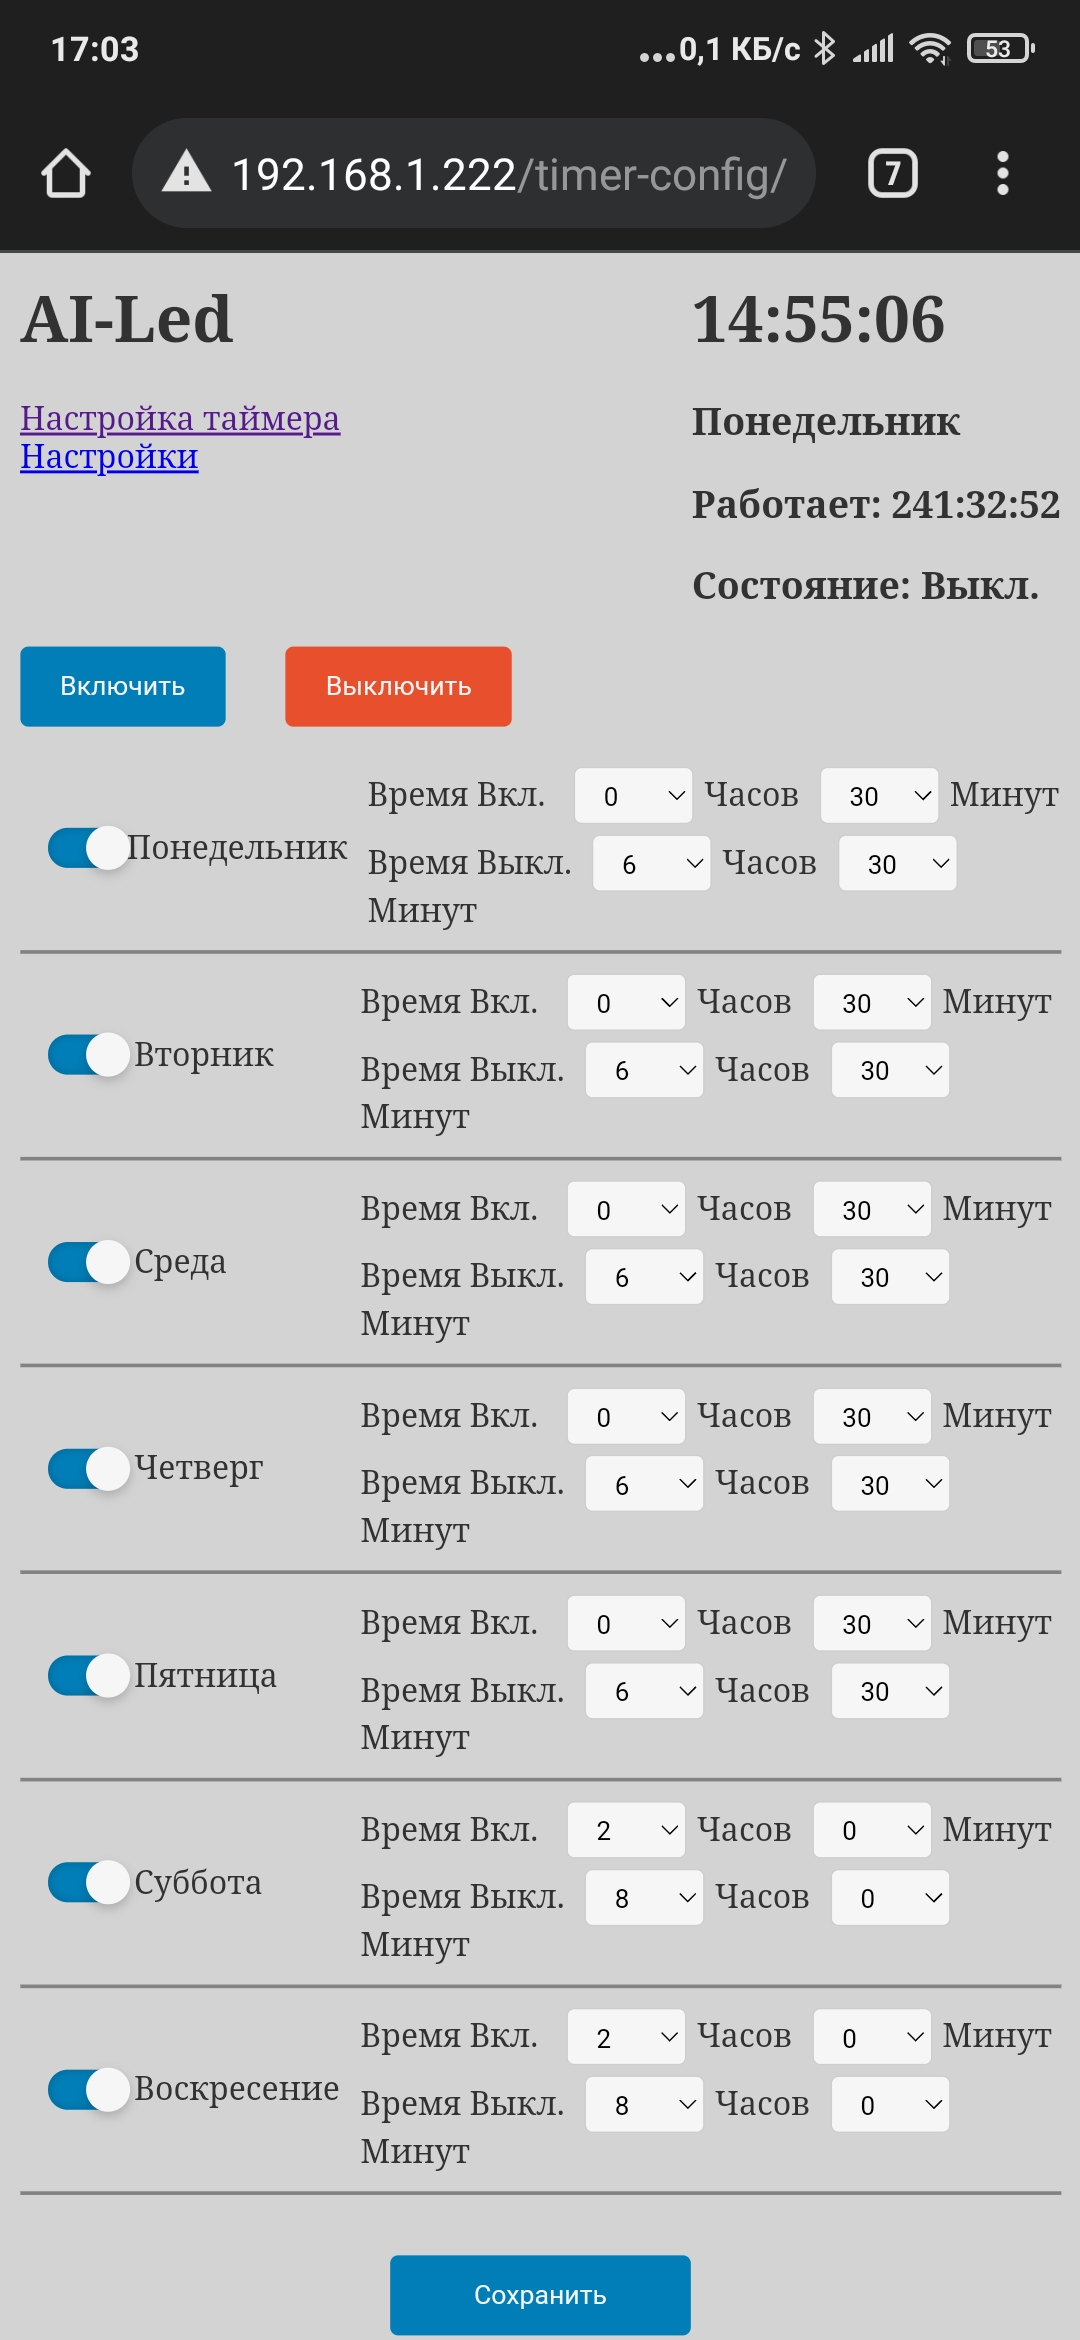 17:03
...0,1 КБ/с 53
192.168.1.222/timer-config/ 7
AI-Led
14:55:06
Настройка таймера
Настройки
Понедельник
Работает: 241:32:52
Состояние: Выкл.
Включить Выключить
Понедельник
Время Вкл. 0 Часов 30 Минут
Время Выкл. 6 Часов 30
Минут
Вторник
Время Вкл. 0 Часов 30 Минут
Время Выкл. 6 Часов 30
Минут
Среда
Время Вкл. 0 Часов 30 Минут
Время Выкл. 6 Часов 30
Минут
Четверг
Время Вкл. 0 Часов 30 Минут
Время Выкл. 6 Часов 30
Минут
Пятница
Время Вкл. 0 Часов 30 Минут
Время Выкл. 6 Часов 30
Минут
Суббота
Время Вкл. 2 Часов 0 Минут
Время Выкл. 8 Часов 0
Минут
Воскресение
Время Вкл. 2 Часов 0 Минут
Время Выкл. 8 Часов 0
Минут
Сохранить